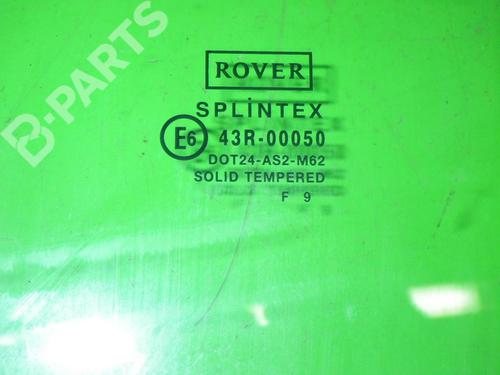 B-PARTS
ROVER
SPLINTEX
E6 43R-00050
DOT24-AS2-M62
SOLID TEMPERED
F 9